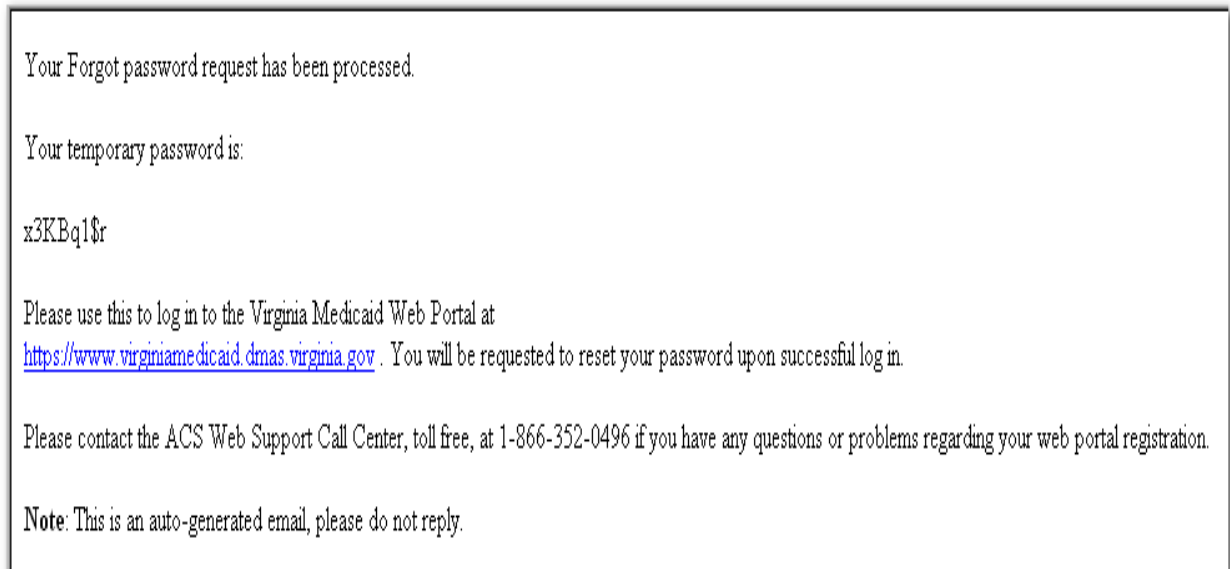 Your Forgot password request has been processed.
Your temporary password is:
x3KBq1$r
Please use this to log in to the Virginia Medicaid Web Portal at
https://www.virginiamedicaid.dmas.virginia.gov . You will be requested to reset your password upon successful log in.
Please contact the ACS Web Support Call Center, toll free, at 1-866-352-0496 if you have any questions or problems regarding your web portal registration.
Note: This is an auto-generated email, please do not reply.